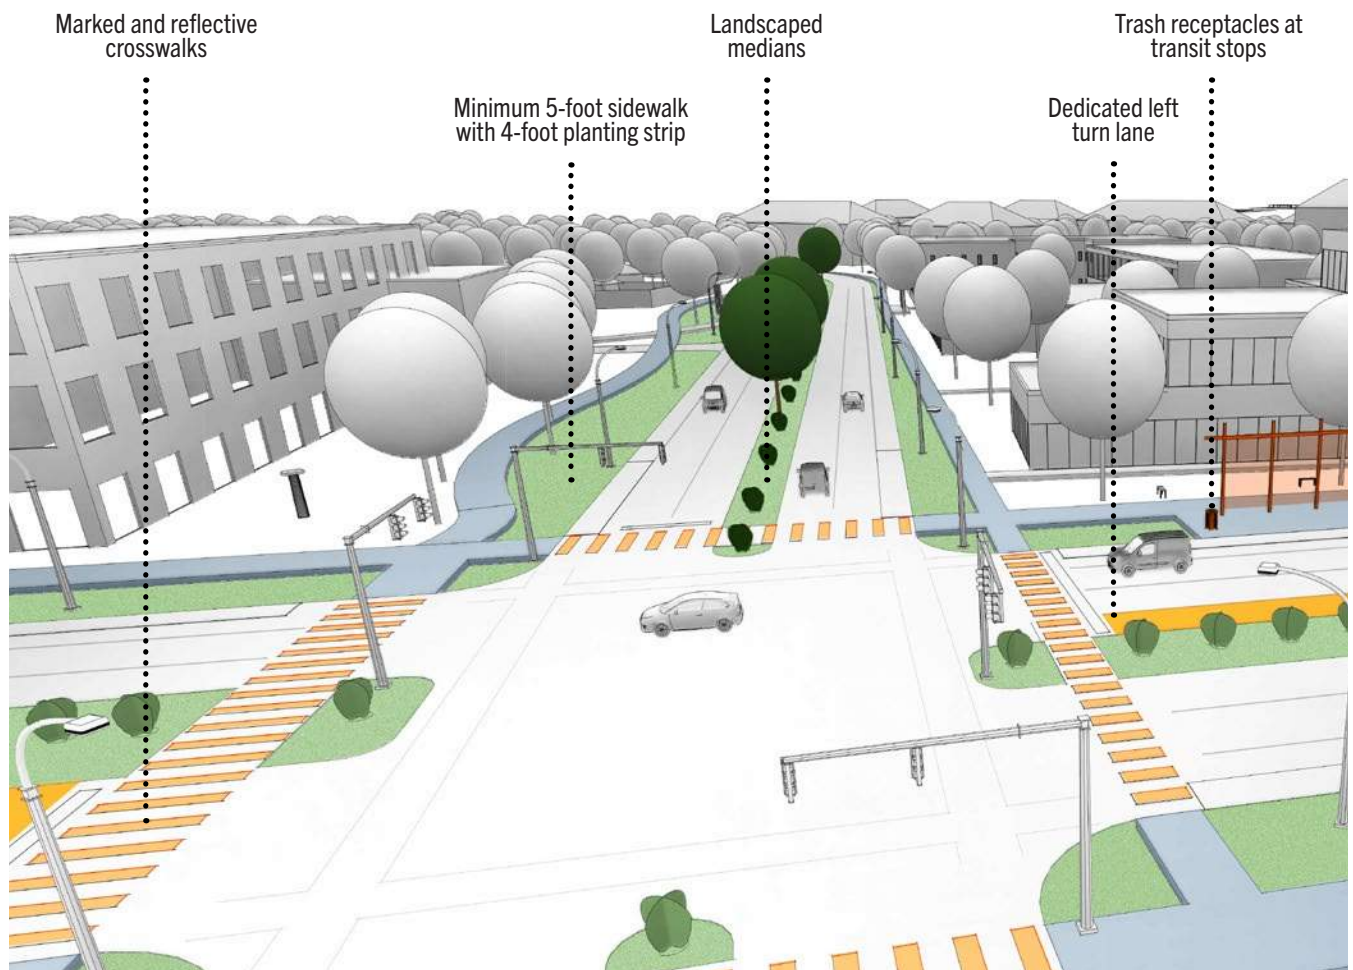 Marked and reflective
crosswalks
Landscaped
medians
Trash receptacles at
transit stops
Minimum 5-foot sidewalk
with 4-foot planting strip
Dedicated left
turn lane